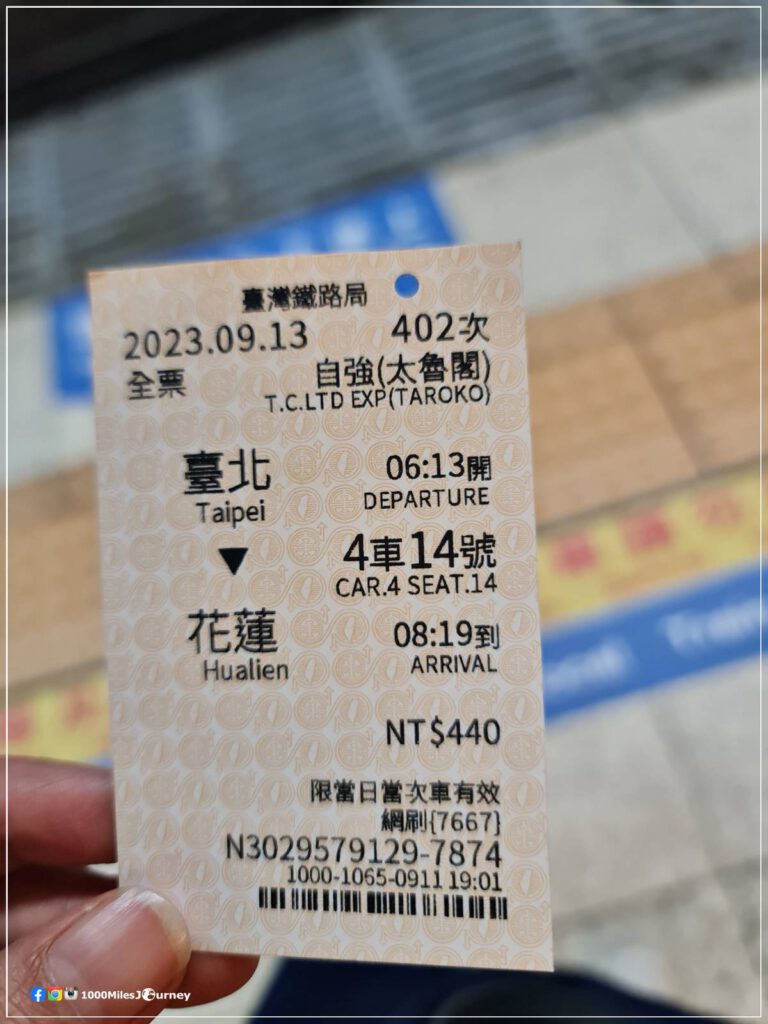 臺灣鐵路局
2023.09.13 402次
全票 自強(太魯閣)
T.C.LTD EXP(TAROKO)
臺北 06:13開
Taipei DEPARTURE
4車14號
CAR.4 SEAT.14
花蓮 08:19到
Hualien ARRIVAL
NT$440
限當日當次車有效
網刷{7667}
N3029579129-7874
1000-1065-0911 19:01
1000MilesJourney